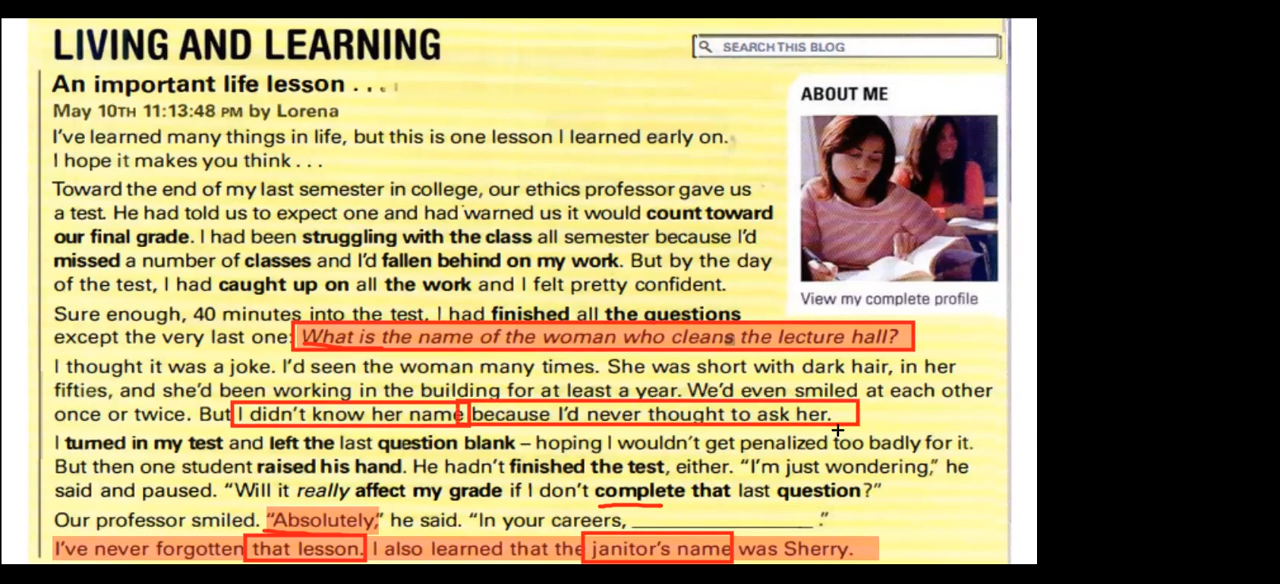 LIVING AND LEARNING
SEARCH THIS BLOG
An important life lesson . . . .
May 10TH 11:13:48 PM by Lorena
I've learned many things in life, but this is one lesson I learned early on.
I hope it makes you think . . .
Toward the end of my last semester in college, our ethics professor gave us
a test. He had told us to expect one and had warned us it would count toward
our final grade. I had been struggling with the class all semester because I'd
missed a number of classes and I'd fallen behind on my work. But by the day
of the test, I had caught up on all the work and I felt pretty confident.
Sure enough, 40 minutes into the test, I had finished all the questions
except the very last one: What is the name of the woman who cleans the lecture hall?
I thought it was a joke. I'd seen the woman many times. She was short with dark hair, in her
fifties, and she'd been working in the building for at least a year. We'd even smiled at each other
once or twice. But I didn't know her name because I'd never thought to ask her.
I turned in my test and left the last question blank – hoping I wouldn't get penalized too badly for it.
But then one student raised his hand. He hadn't finished the test, either. "I'm just wondering," he
said and paused. "Will it really affect my grade if I don't complete that last question?"
Our professor smiled. "Absolutely," he said. "In your careers, ____________________ ."
I've never forgotten that lesson. I also learned that the janitor's name was Sherry.
ABOUT ME
View my complete profile